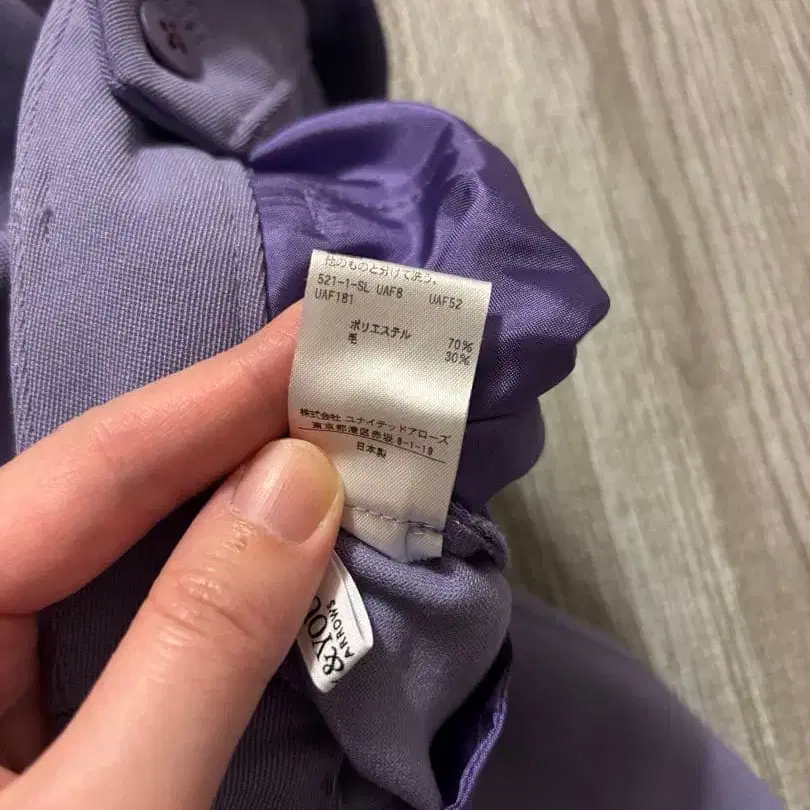 他のものと分けて洗う。
521-1-SL UAF8 UAF52
UAF181
ポリエステル 70%
毛 30%
株式会社 ユナイテッドアローズ
東京都港区赤坂 8-1-19
日本製
&YOU
ARROWS